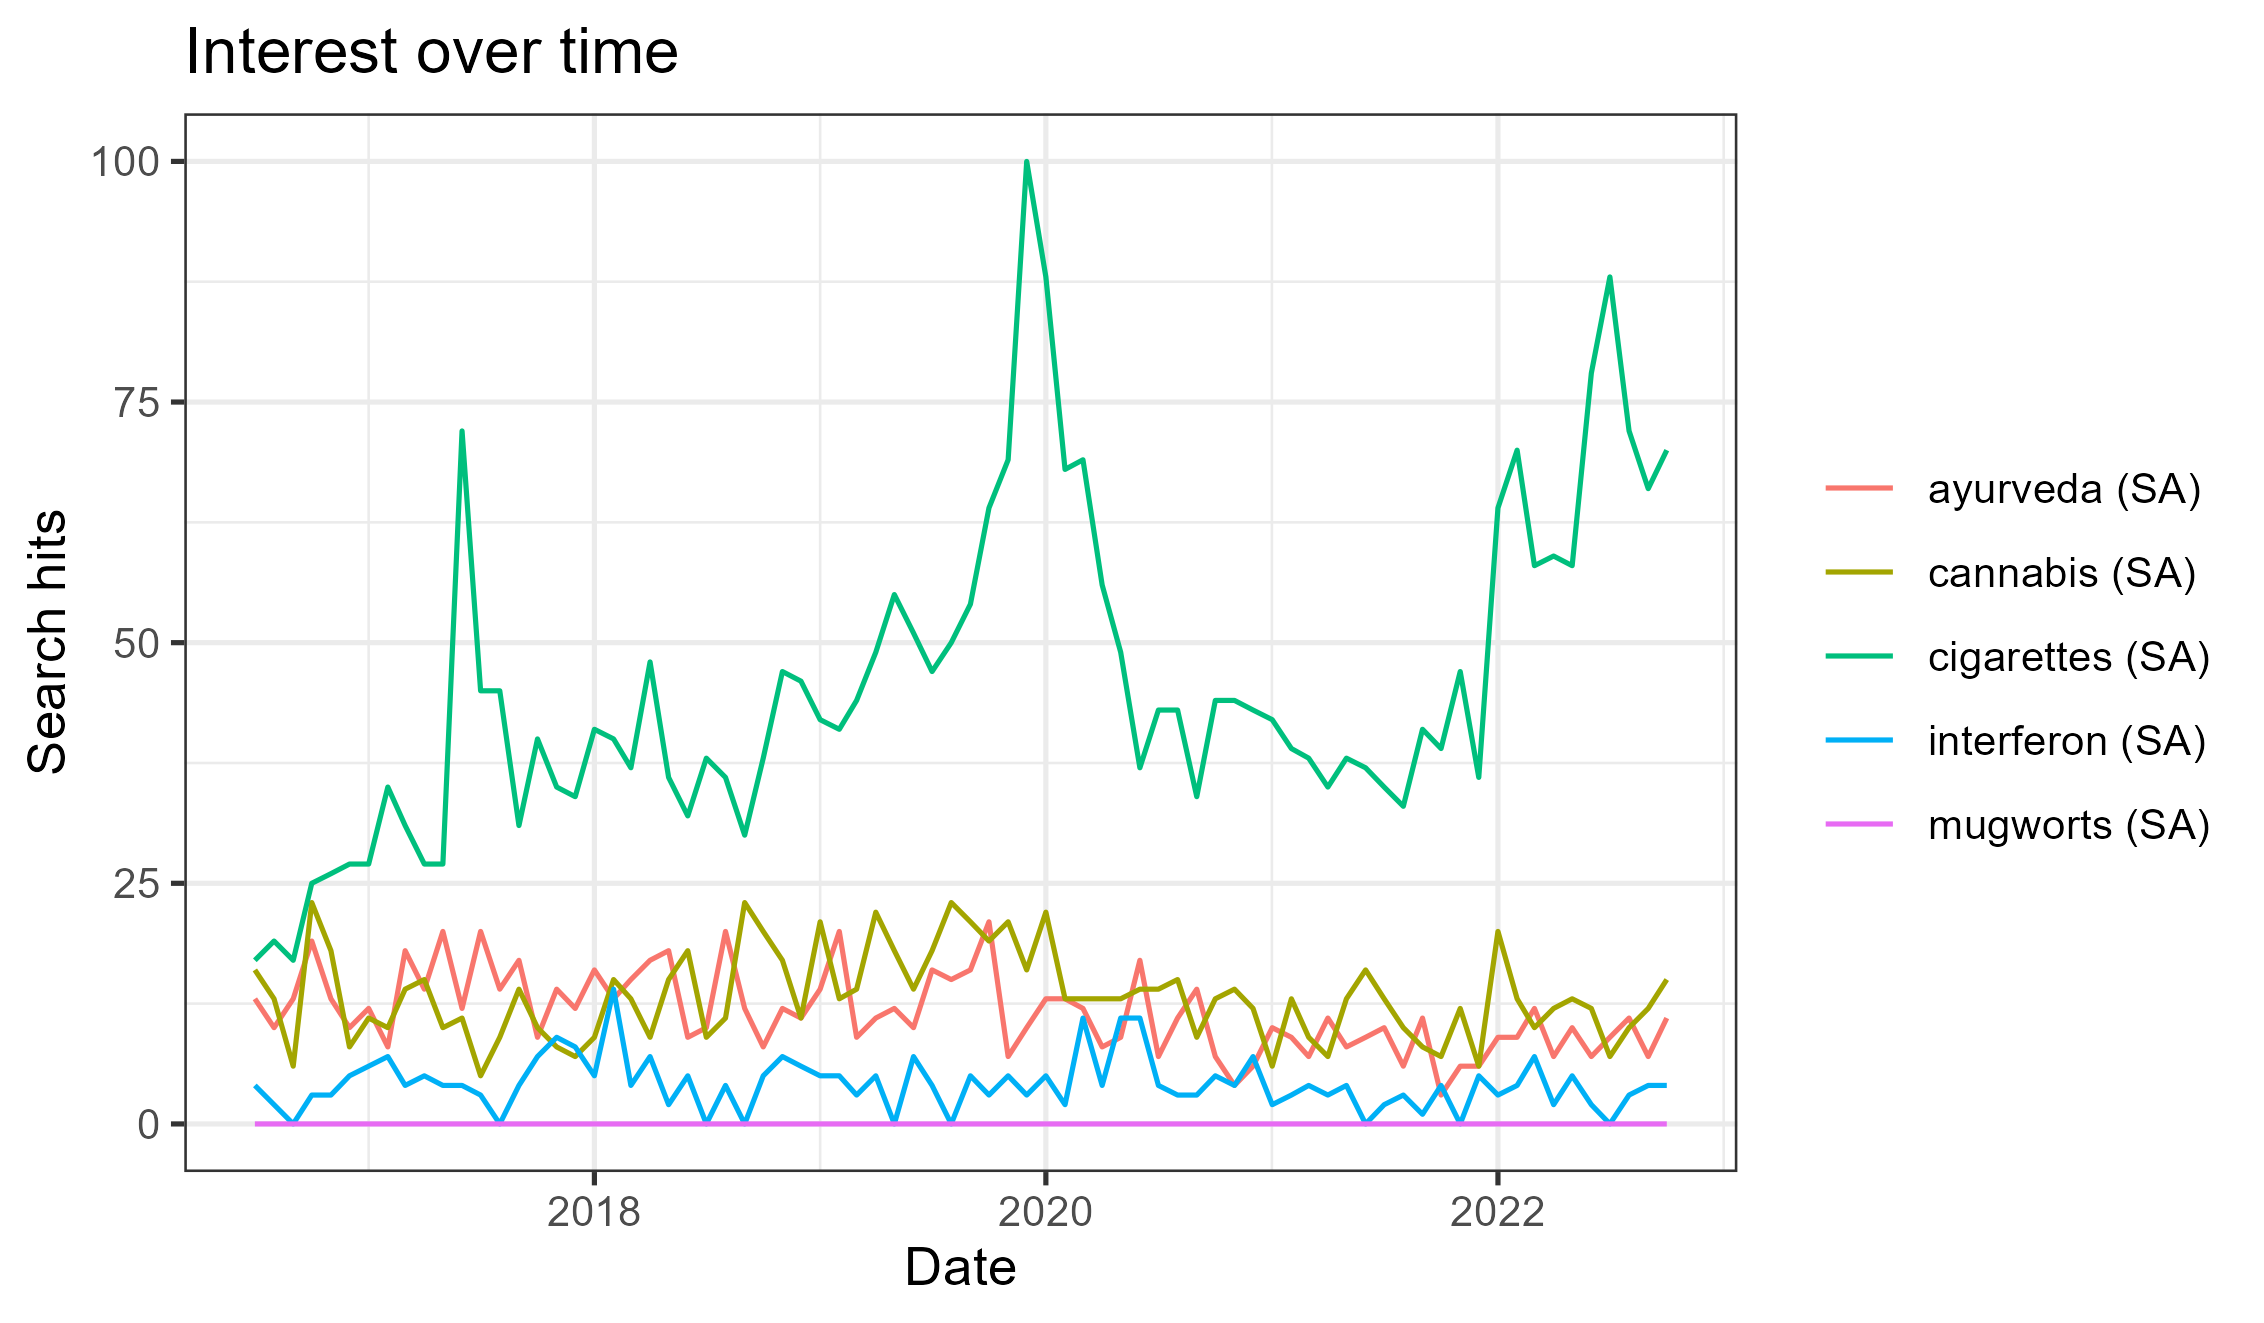 Interest over time
100
75
50
25
0
Search hits
2018
2020
2022
Date
ayurveda (SA)
cannabis (SA)
cigarettes (SA)
interferon (SA)
mugworts (SA)